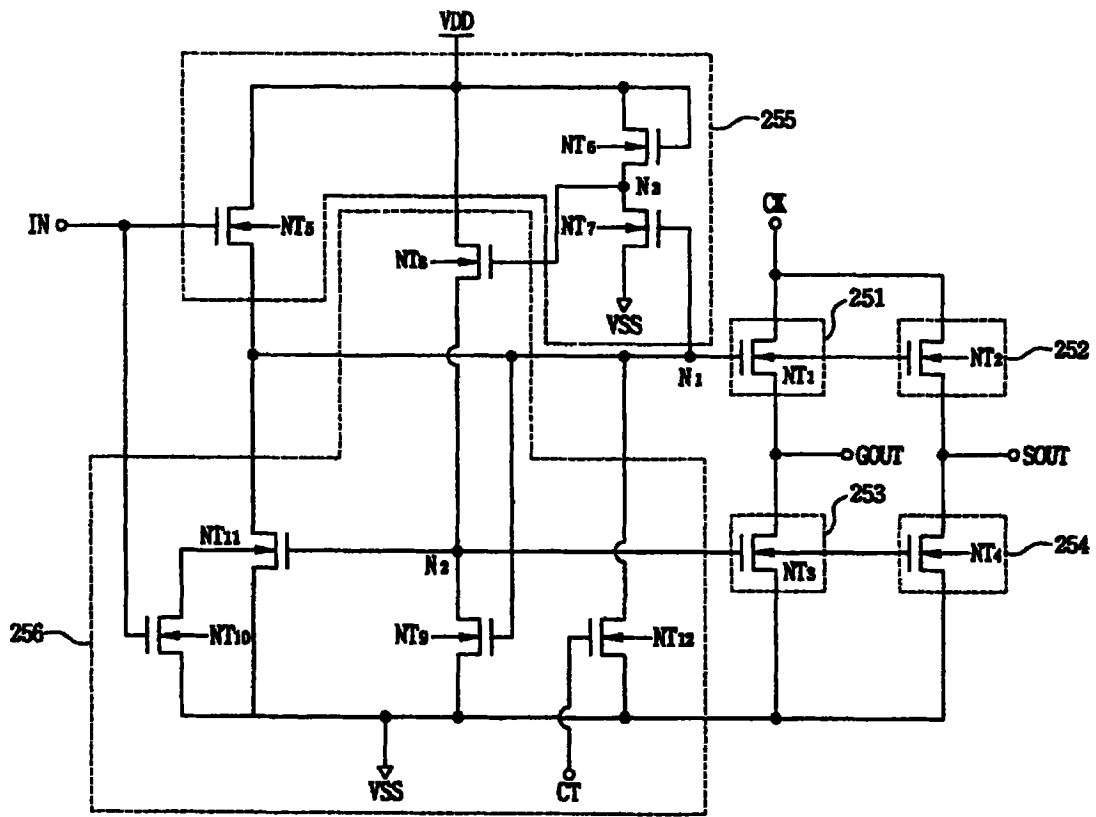 VDD
255
NT6
N3
IN
NT5
NT7
CK
NT8
VSS
251
252
N1
NT1
NT2
GOUT
SOUT
253
NT11
N2
NT3
NT4
254
256
NT10
NT9
NT12
VSS
CT